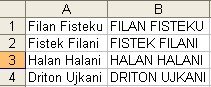 A B
1 Filan Fisteku FILAN FISTEKU
2 Fistek Filani FISTEK FILANI
3 Halan Halani HALAN HALANI
4 Driton Ujkani DRITON UJKANI